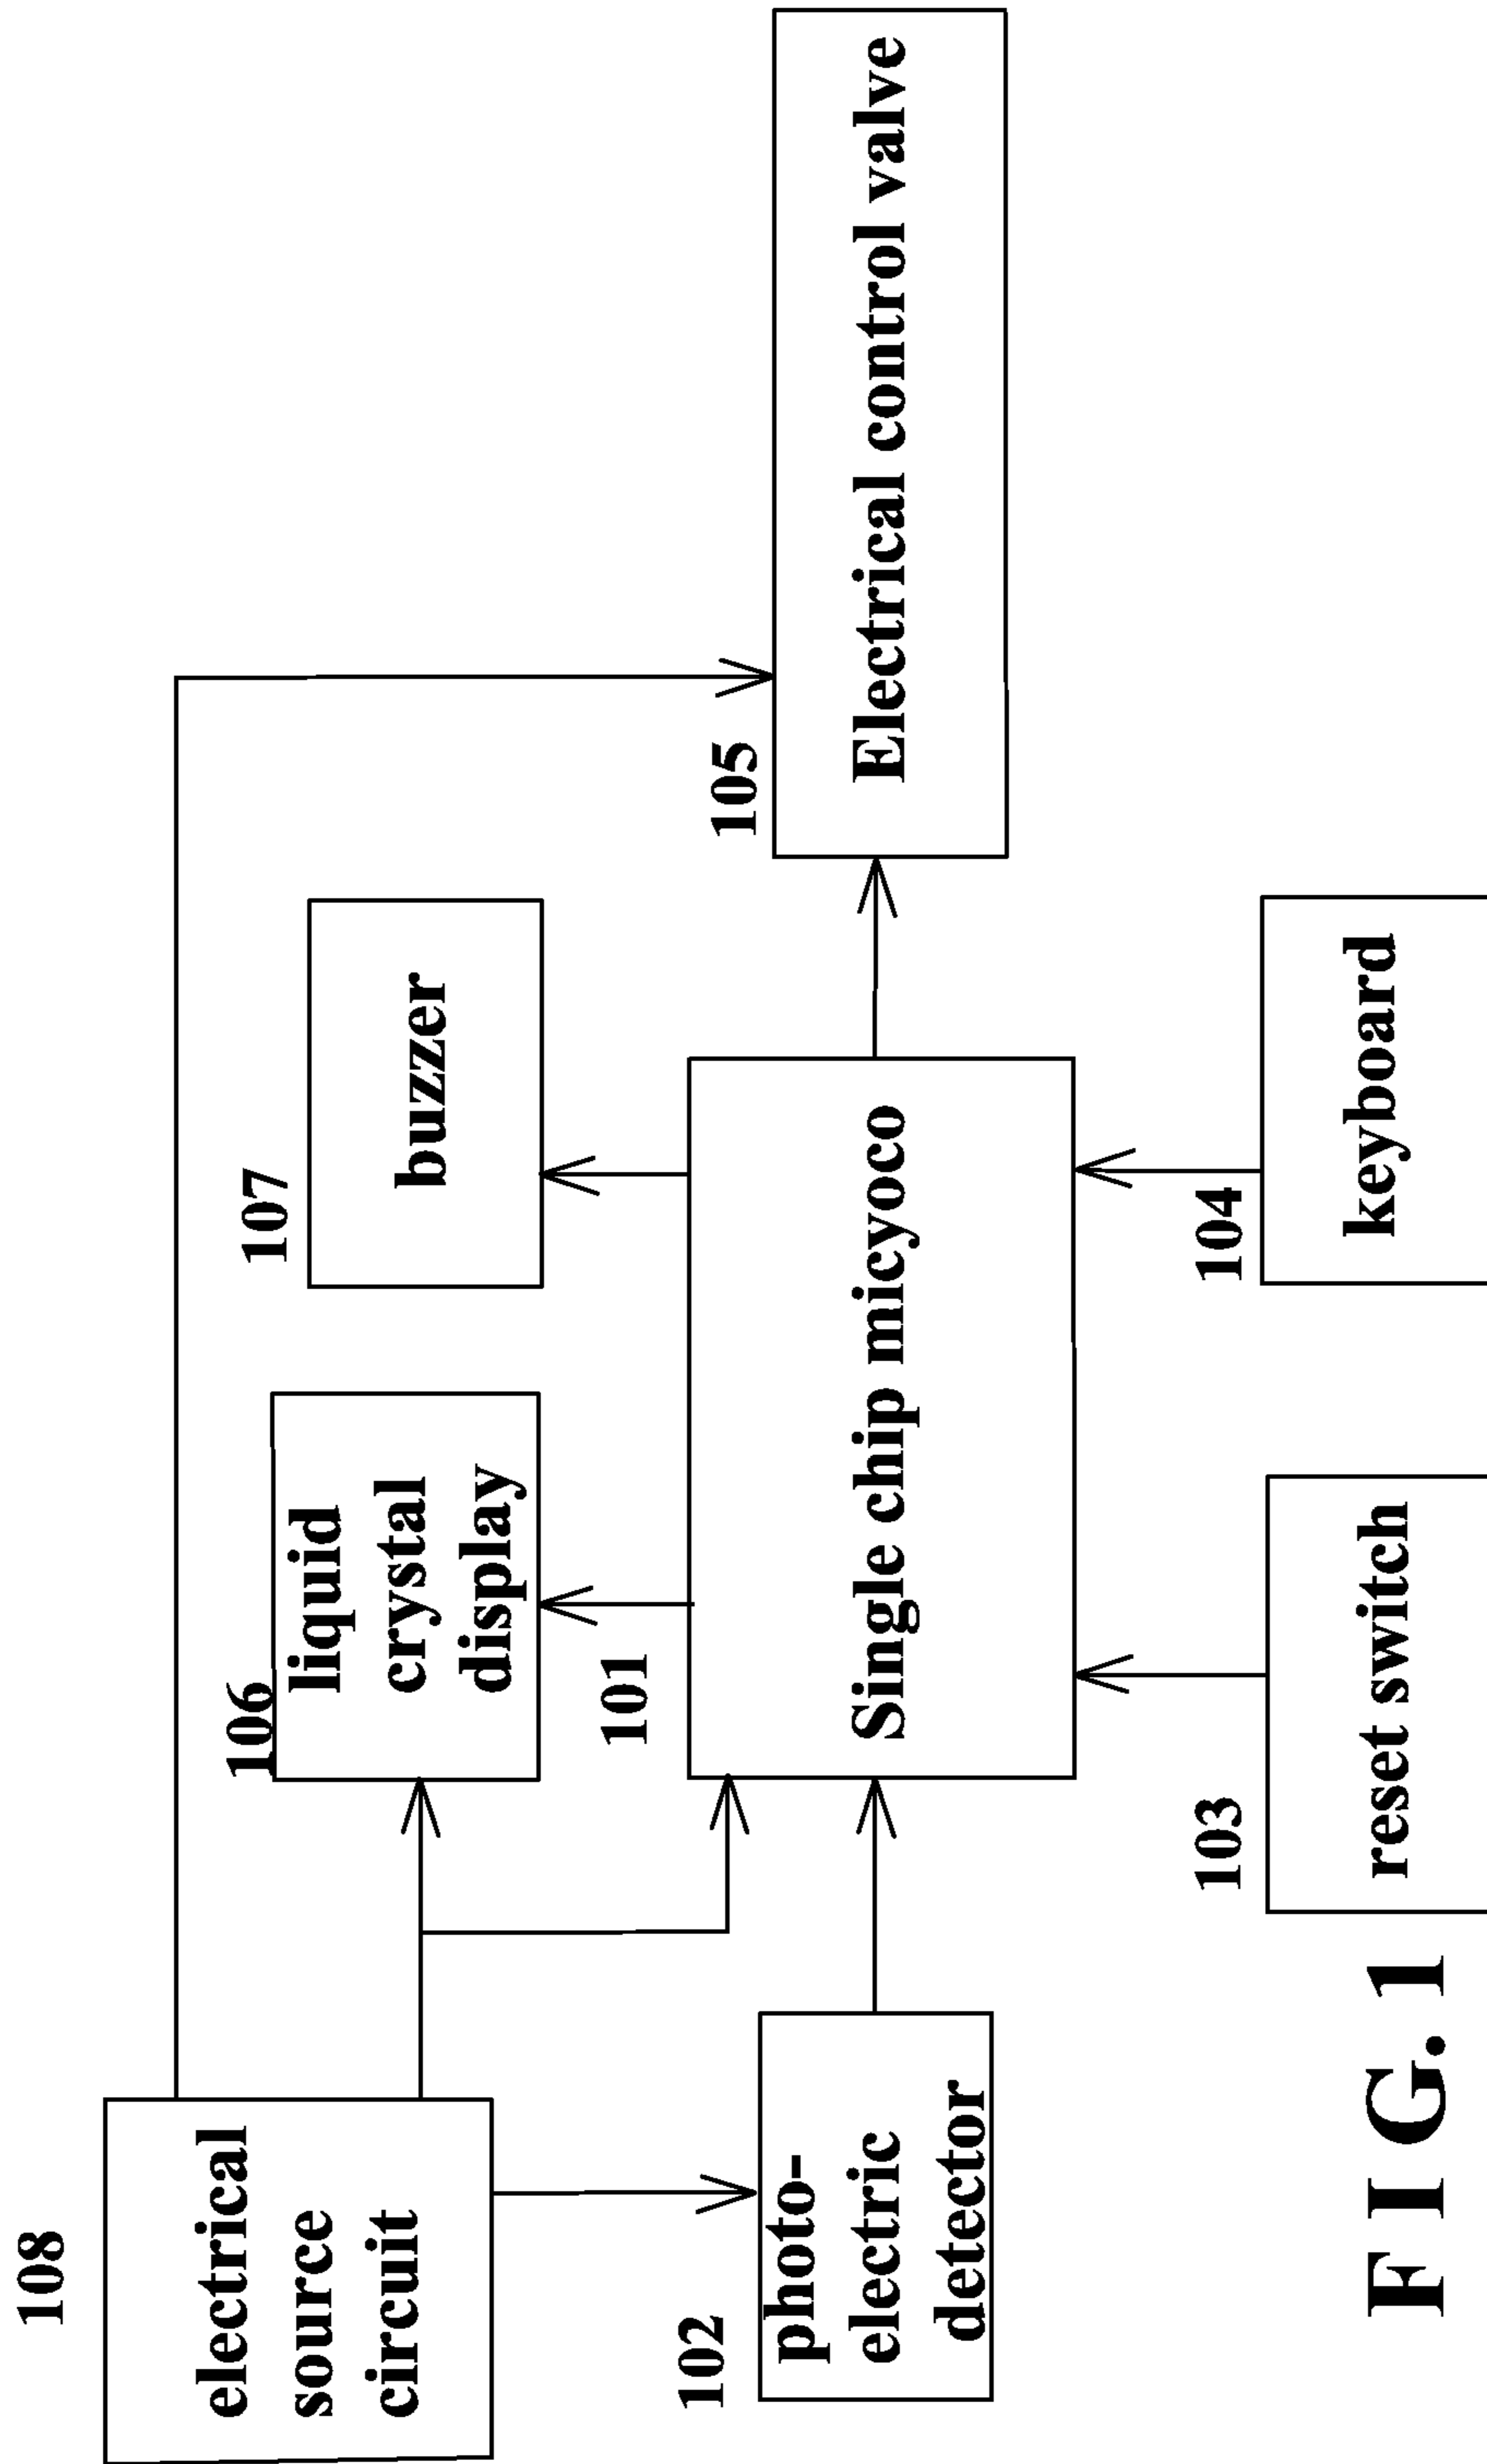 108
electrical
source
circuit
106
liquid
crystal
display
107
buzzer
101
Single chip micyoco
105
Electrical control valve
102
photo-
electric
detector
103
reset switch
104
keyboard
FIG. 1